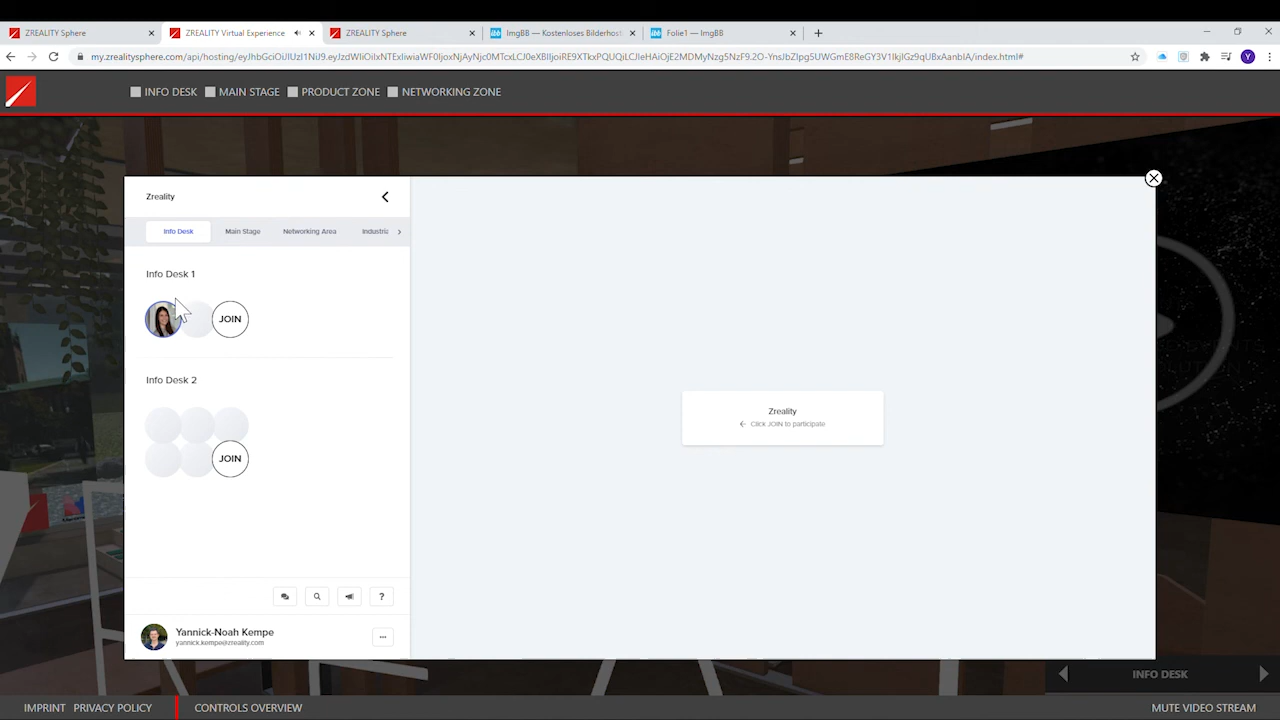 ZREALITY Sphere
ZREALITY Virtual Experience
ZREALITY Sphere
ImgBB — Kostenloses Bilderhost
Folie1 — ImgBB
INFO DESK
MAIN STAGE
PRODUCT ZONE
NETWORKING ZONE
Zreality
Info Desk
Main Stage
Networking Area
Industria
Info Desk 1
JOIN
Info Desk 2
JOIN
Zreality
Click JOIN to participate
?
Yannick-Noah Kempe
yannick.kempe@zreality.com
INFO DESK
IMPRINT
PRIVACY POLICY
CONTROLS OVERVIEW
MUTE VIDEO STREAM